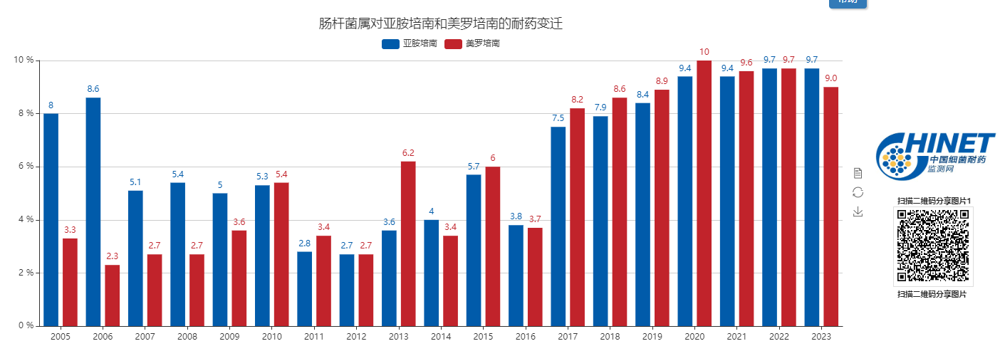 帮助
肠杆菌属对亚胺培南和美罗培南的耐药变迁
亚胺培南 美罗培南
10 %
8 %
6 %
4 %
2 %
0 %
8 3.3
8.6 2.3
5.1 2.7
5.4 2.7
5 3.6
5.3 5.4
2.8 3.4
2.7 2.7
3.6 6.2
4 3.4
5.7 6
3.8 3.7
7.5 8.2
7.9 8.6
8.4 8.9
9.4 10
9.4 9.6
9.7 9.7
9.7 9.0
2005 2006 2007 2008 2009 2010 2011 2012 2013 2014 2015 2016 2017 2018 2019 2020 2021 2022 2023
CHINET
中国细菌耐药
监测网
扫描二维码分享图片1
扫描二维码分享图片